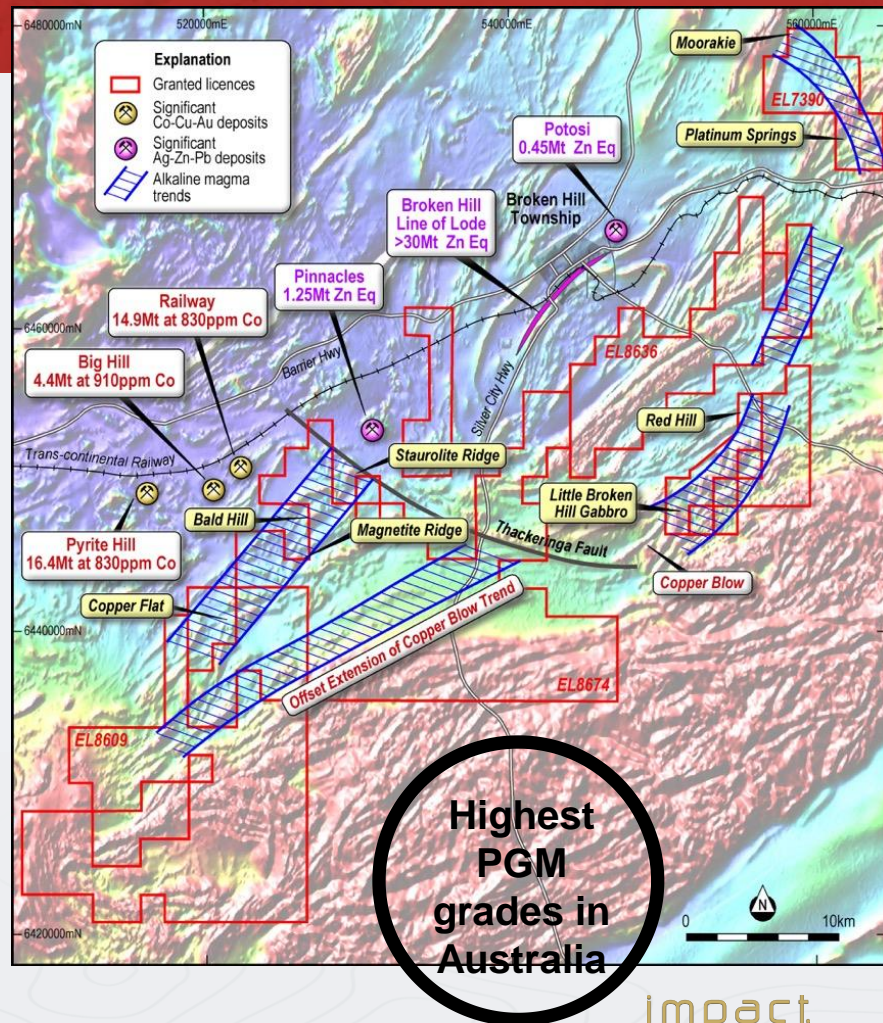 6480000mN
520000mE
540000mE
560000mE
Explanation
Granted licences
Significant
Co-Cu-Au deposits
Significant
Ag-Zn-Pb deposits
Alkaline magma
trends
Moorakie
EL7390
Platinum Springs
Potosi
0.45Mt Zn Eq
Broken Hill
Line of Lode
>30Mt Zn Eq
Broken Hill
Township
Pinnacles
1.25Mt Zn Eq
Railway
14.9Mt at 830ppm Co
6460000mN
Big Hill
4.4Mt at 910ppm Co
Barrier Hwy
Silver City Hwy
EL8636
Red Hill
Trans-continental Railway
Staurolite Ridge
Little Broken
Hill Gabbro
Bald Hill
Magnetite Ridge
Thackeringa Fault
Pyrite Hill
16.4Mt at 830ppm Co
Copper Blow
Copper Flat
6440000mN
Offset Extension of Copper Blow Trend
EL8674
EL8609
Highest
PGM
grades in
Australia
N
0
10km
6420000mN
impact